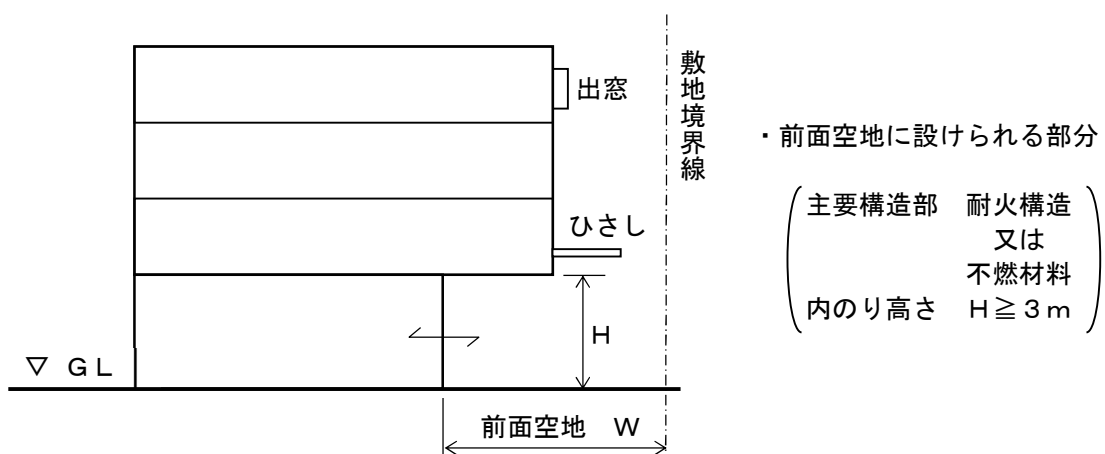 出窓
敷地境界線
・前面空地に設けられる部分
主要構造部 耐火構造
又は
不燃材料
内のり高さ H≧3m
ひさし
H
▽ GL
前面空地 W